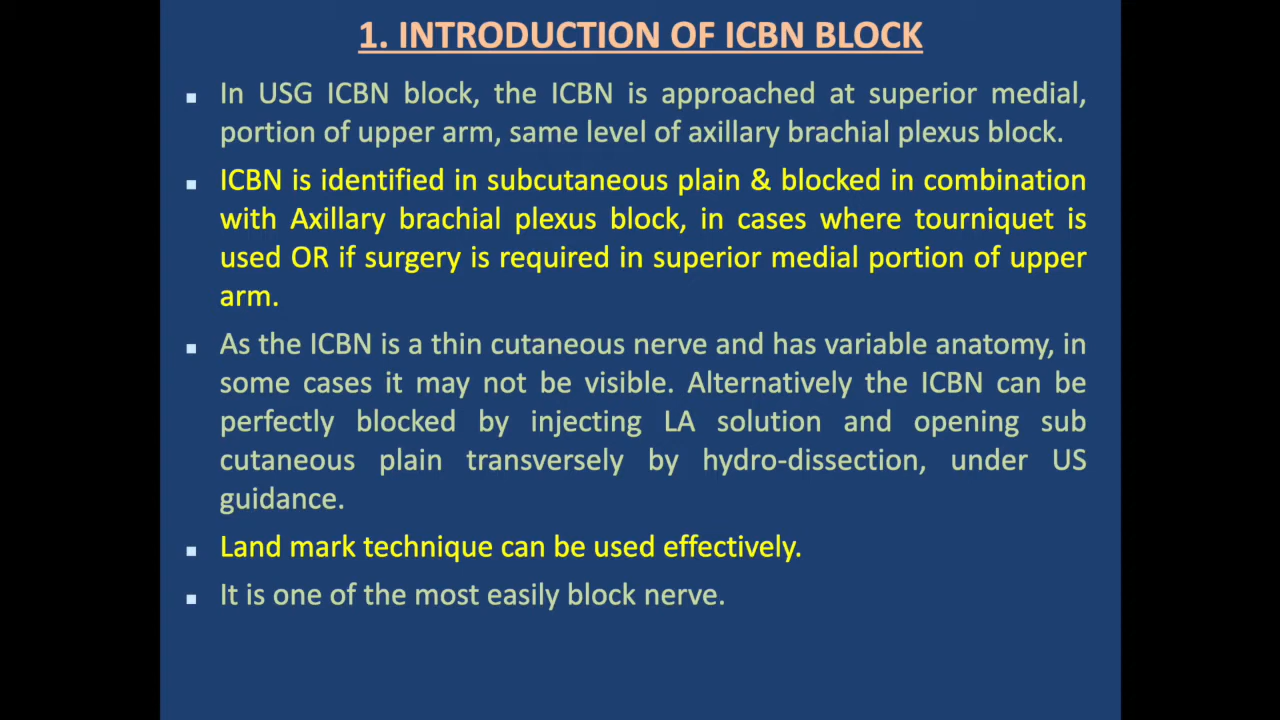 1. INTRODUCTION OF ICBN BLOCK
▪ In USG ICBN block, the ICBN is approached at superior medial,
portion of upper arm, same level of axillary brachial plexus block.
▪ ICBN is identified in subcutaneous plain & blocked in combination
with Axillary brachial plexus block, in cases where tourniquet is
used OR if surgery is required in superior medial portion of upper
arm.
▪ As the ICBN is a thin cutaneous nerve and has variable anatomy, in
some cases it may not be visible. Alternatively the ICBN can be
perfectly blocked by injecting LA solution and opening sub
cutaneous plain transversely by hydro-dissection, under US
guidance.
▪ Land mark technique can be used effectively.
▪ It is one of the most easily block nerve.